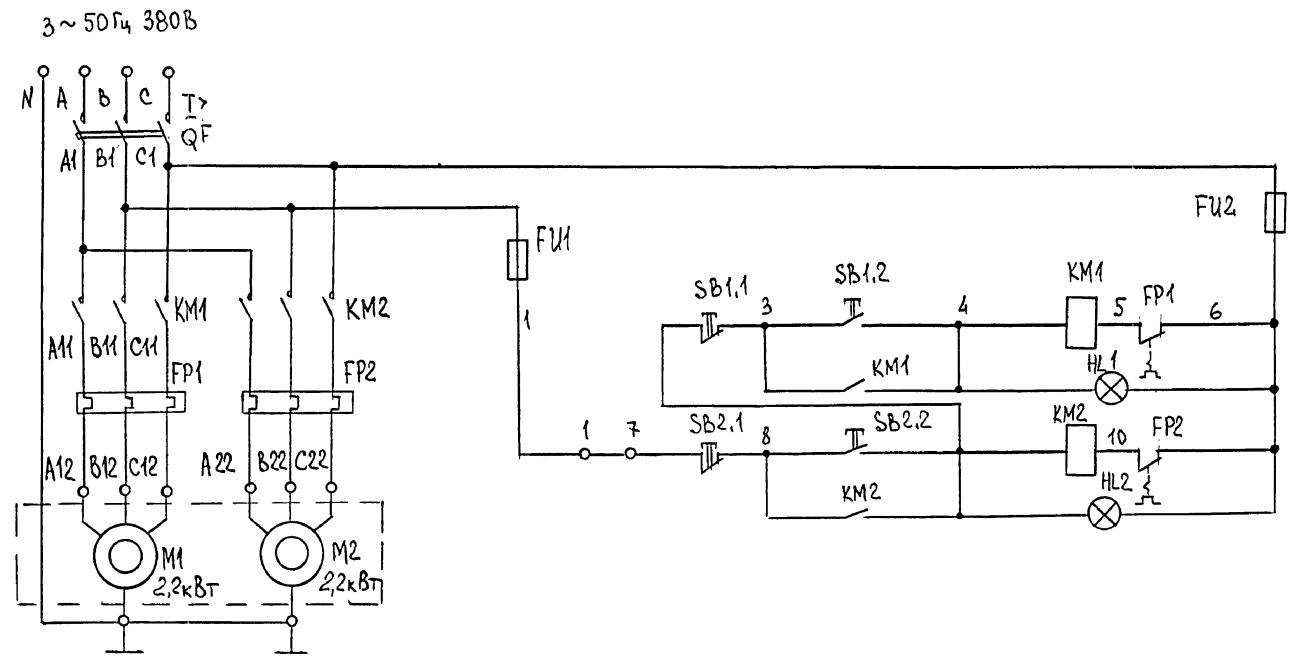 3 ~ 50 Гц 380В
N A B C T>
QF
A1 B1 C1
FU2
FU1
1
KM1 KM2
A11 B11 C11
FP1 FP2
SB1,1 SB1,2 KM1 FP1
3 4 5 6
KM1 HL1
SB2,1 SB2,2 KM2 FP2
1 7 8 10
KM2 HL2
A12 B12 C12 A22 B22 C22
M1 M2
2,2кВт 2,2кВт